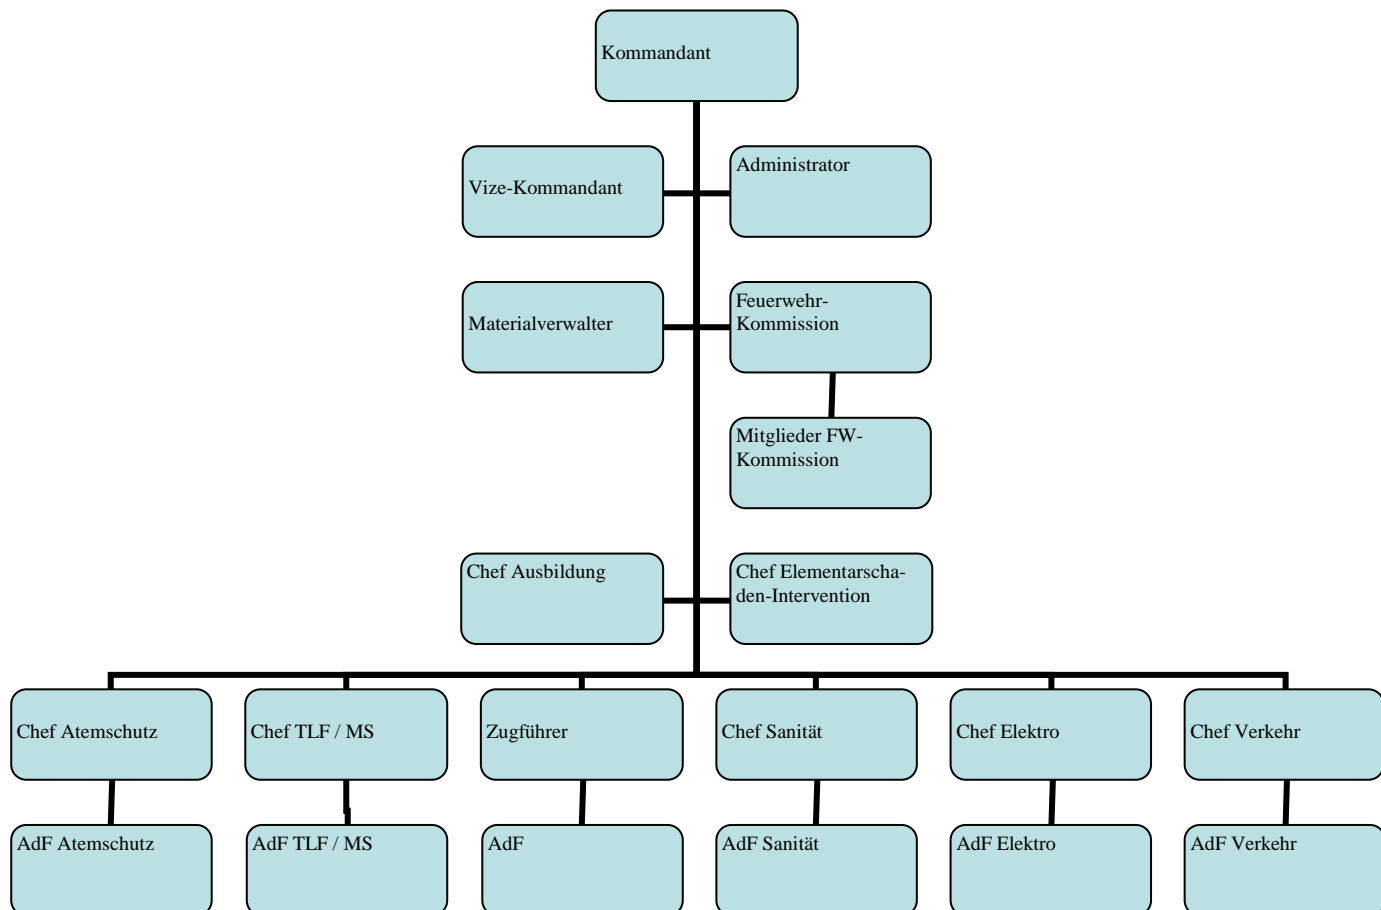 Kommandant
Vize-Kommandant
Administrator
Materialverwalter
Feuerwehr-
Kommission
Mitglieder FW-
Kommission
Chef Ausbildung
Chef Elementarscha-
den-Intervention
Chef Atemschutz
Chef TLF / MS
Zugführer
Chef Sanität
Chef Elektro
Chef Verkehr
AdF Atemschutz
AdF TLF / MS
AdF
AdF Sanität
AdF Elektro
AdF Verkehr